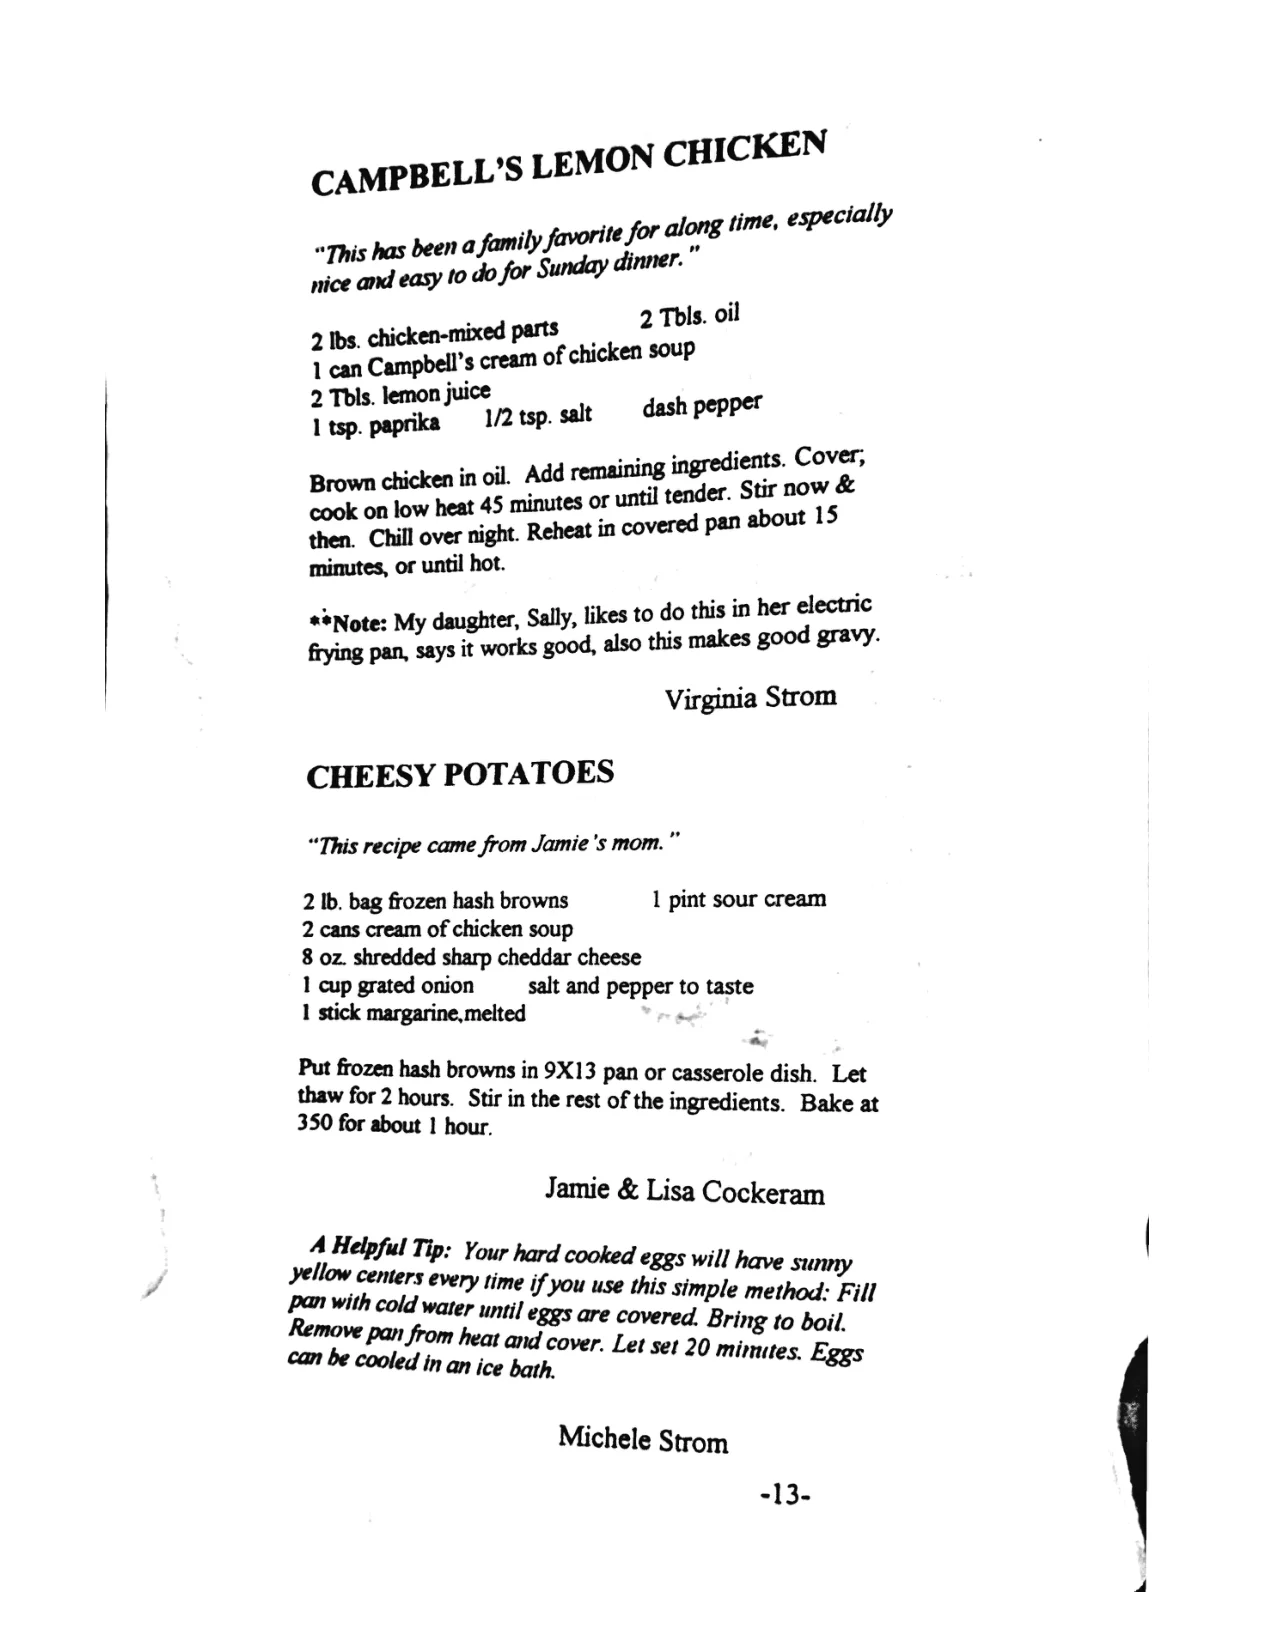 CAMPBELL'S LEMON CHICKEN
"This has been a family favorite for along time, especially
nice and easy to do for Sunday dinner."
2 lbs. chicken-mixed parts 2 Tbls. oil
1 can Campbell's cream of chicken soup
2 Tbls. lemon juice
1 tsp. paprika 1/2 tsp. salt dash pepper
Brown chicken in oil. Add remaining ingredients. Cover;
cook on low heat 45 minutes or until tender. Stir now &
then. Chill over night. Reheat in covered pan about 15
minutes, or until hot.
**Note: My daughter, Sally, likes to do this in her electric
frying pan, says it works good, also this makes good gravy.
Virginia Strom
CHEESY POTATOES
"This recipe came from Jamie's mom."
2 lb. bag frozen hash browns 1 pint sour cream
2 cans cream of chicken soup
8 oz. shredded sharp cheddar cheese
1 cup grated onion salt and pepper to taste
1 stick margarine,melted
Put frozen hash browns in 9X13 pan or casserole dish. Let
thaw for 2 hours. Stir in the rest of the ingredients. Bake at
350 for about 1 hour.
Jamie & Lisa Cockeram
A Helpful Tip: Your hard cooked eggs will have sunny
yellow centers every time if you use this simple method: Fill
pan with cold water until eggs are covered. Bring to boil.
Remove pan from heat and cover. Let set 20 minutes. Eggs
can be cooled in an ice bath.
Michele Strom
-13-